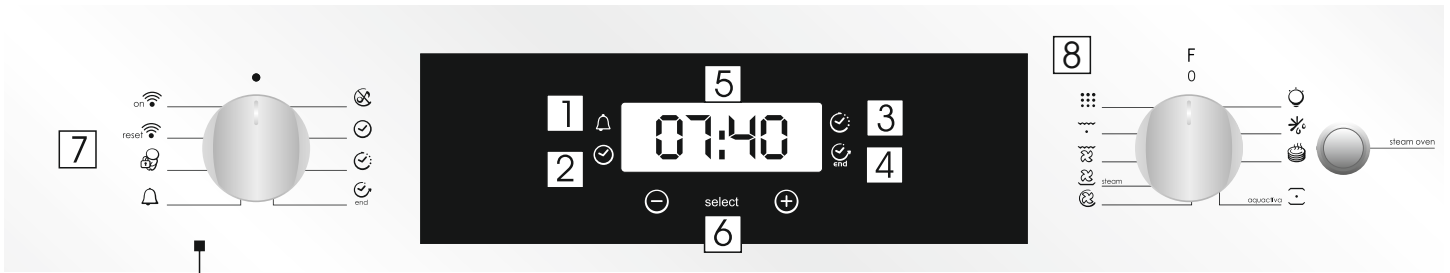 on
reset
7
end
1
2
5
07:40
3
4
end
select
6
8
F
0
steam
aquactiva
steam oven